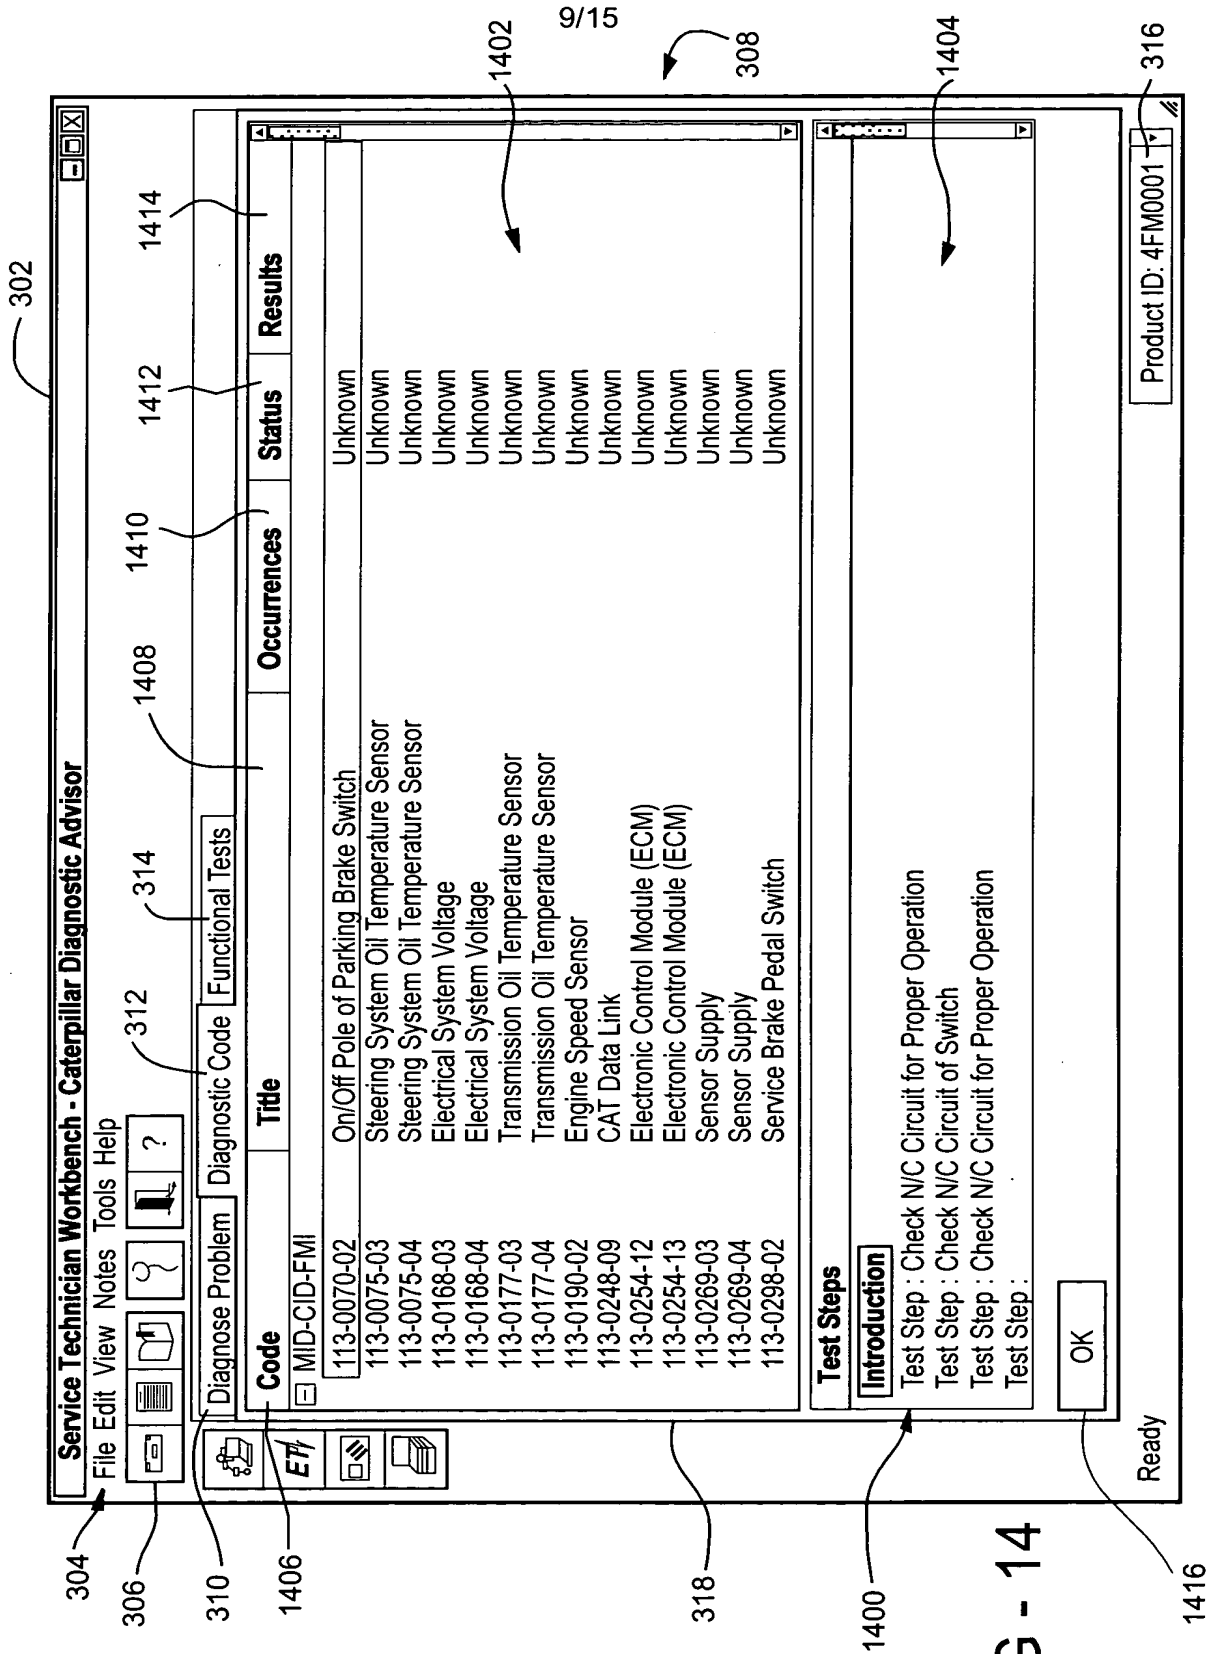 9/15
302
Service Technician Workbench - Caterpillar Diagnostic Advisor
304
File Edit View Notes Tools Help
306
?
310
312
314
1408
1410
1412
1414
Diagnose Problem Diagnostic Code Functional Tests
ET
1406
Code Title Occurrences Status Results
MID-CID-FMI
113-0070-02 On/Off Pole of Parking Brake Switch Unknown
113-0075-03 Steering System Oil Temperature Sensor Unknown
113-0075-04 Steering System Oil Temperature Sensor Unknown
113-0168-03 Electrical System Voltage Unknown
113-0168-04 Electrical System Voltage Unknown
113-0177-03 Transmission Oil Temperature Sensor Unknown
113-0177-04 Transmission Oil Temperature Sensor Unknown
113-0190-02 Engine Speed Sensor Unknown
113-0248-09 CAT Data Link Unknown
113-0254-12 Electronic Control Module (ECM) Unknown
113-0254-13 Electronic Control Module (ECM) Unknown
113-0269-03 Sensor Supply Unknown
113-0269-04 Sensor Supply Unknown
113-0298-02 Service Brake Pedal Switch Unknown
1402
308
318
Test Steps
Introduction
Test Step : Check N/C Circuit for Proper Operation
Test Step : Check N/C Circuit of Switch
Test Step : Check N/C Circuit for Proper Operation
Test Step :
1400
1404
OK
1416
Ready
Product ID: 4FM0001
316
- 14